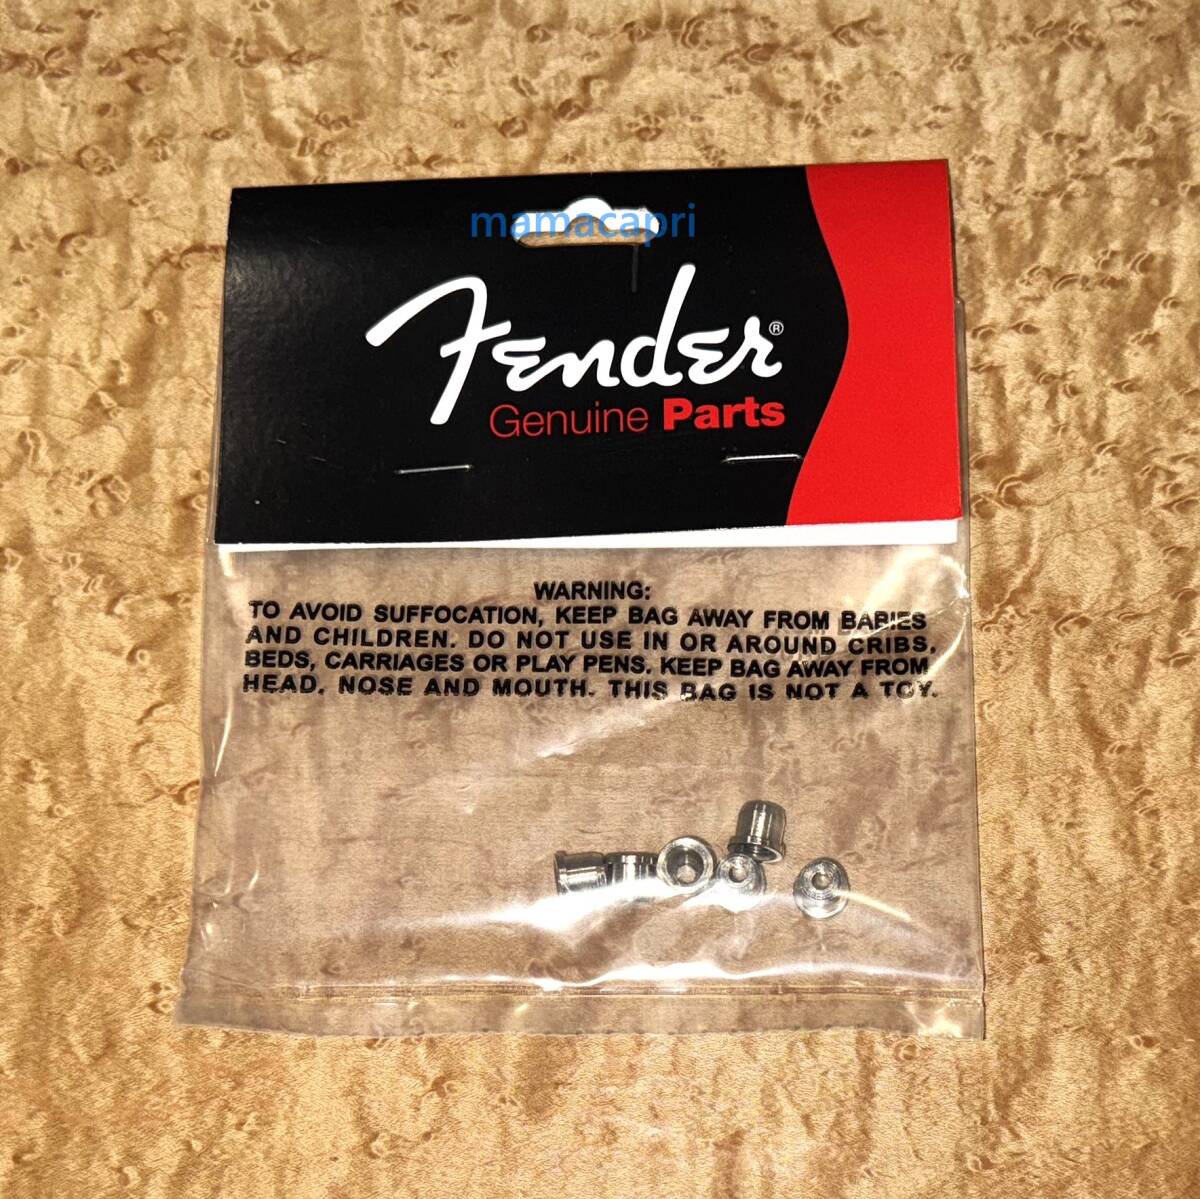 mamacapri
Fender®
Genuine Parts
WARNING:
TO AVOID SUFFOCATION, KEEP BAG AWAY FROM BABIES
AND CHILDREN. DO NOT USE IN OR AROUND CRIBS,
BEDS, CARRIAGES OR PLAY PENS. KEEP BAG AWAY FROM
HEAD, NOSE AND MOUTH. THIS BAG IS NOT A TOY.